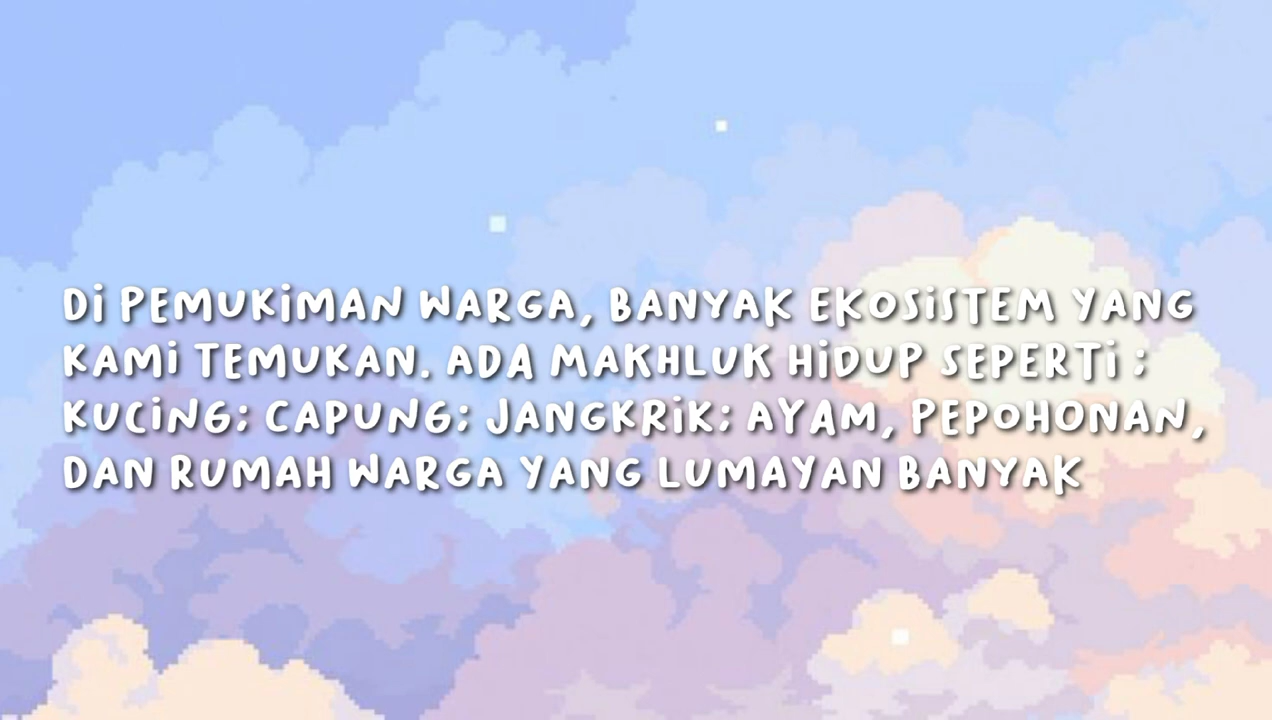 Di PEMUKiMAN WARGA, BANYAK EKOSiSTEM YANG
KAMi TEMUKAN. ADA MAKHLUK HiDUP SEPERTi :
KUCiNG; CAPUNG; JANGKRiK; AYAM, PEPOHONAN,
DAN RUMAH WARGA YANG LUMAYAN BANYAK